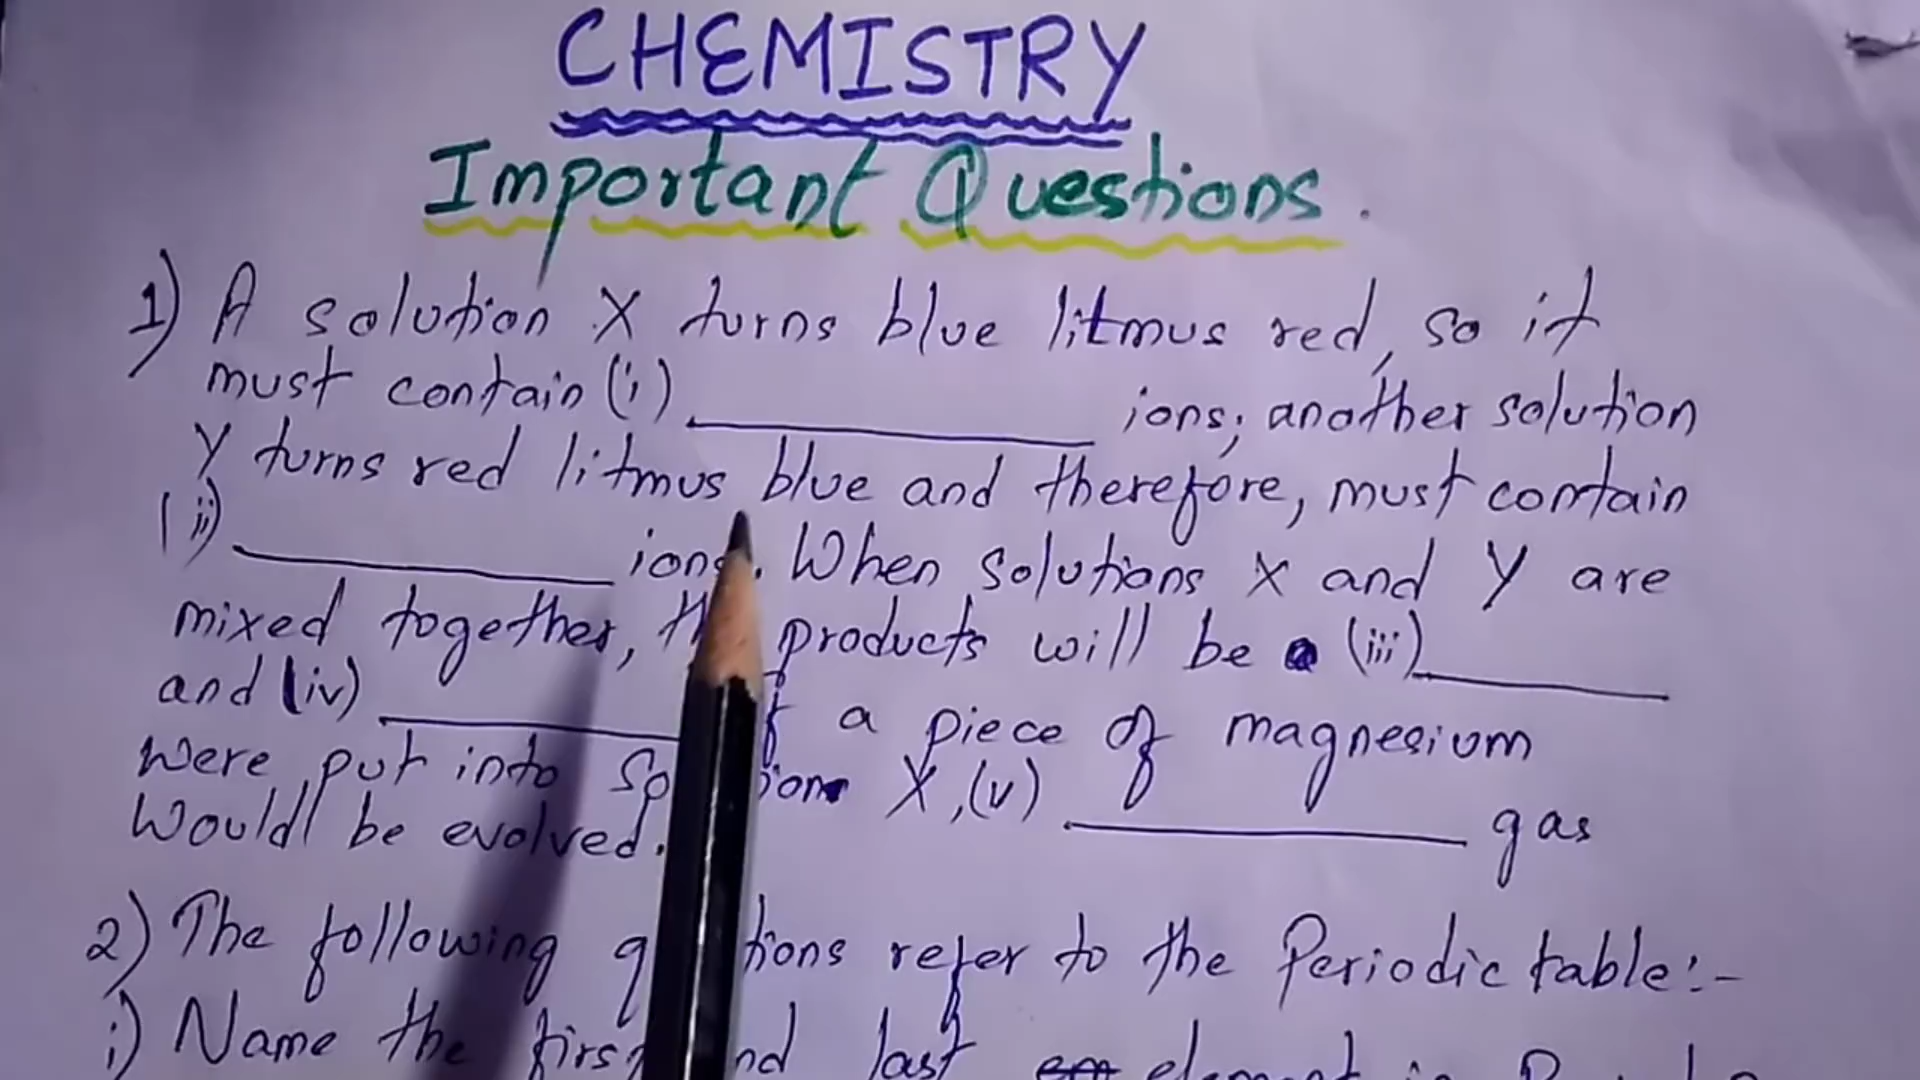 CHEMISTRY
Important Questions.
1) A solution X turns blue litmus red, so it
must contain (i) ____________ ions; another solution
Y turns red litmus blue and therefore, must contain
(ii) ____________ ions. When solutions X and Y are
mixed together, products will be (iii) ____________
and (iv) ____________ a piece of magnesium
were put into X, (v) ____________ gas
would be evolved.
2) The following refer to the Periodic table:-
i) Name the last element in